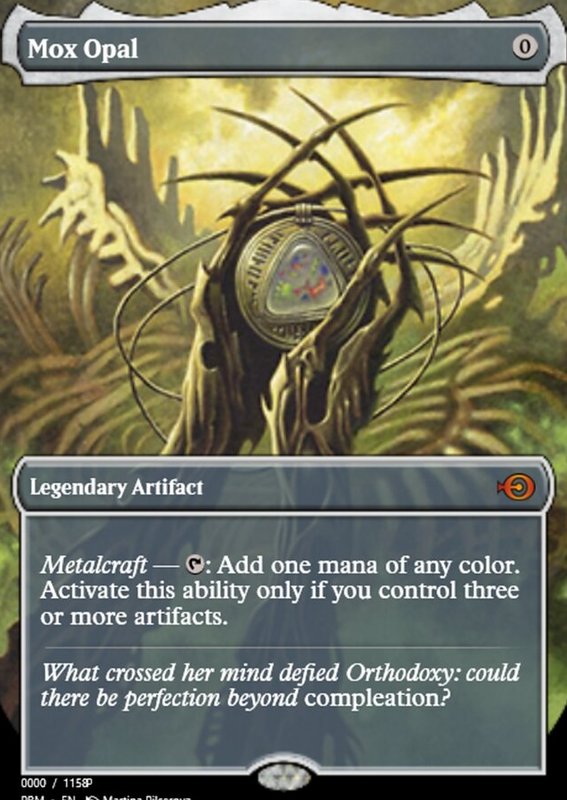 Mox Opal
0
Legendary Artifact
Metalcraft — : Add one mana of any color.
Activate this ability only if you control three
or more artifacts.
What crossed her mind defied Orthodoxy: could
there be perfection beyond compleation?
0000 / 1158P